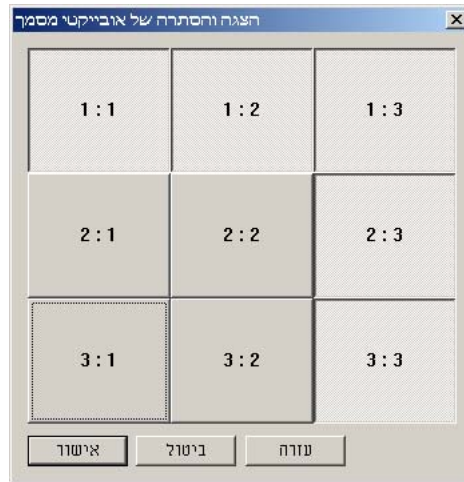 הצגה והסתרה של אובייקטי מסמך
1 : 1 1 : 2 1 : 3
2 : 1 2 : 2 2 : 3
3 : 1 3 : 2 3 : 3
אישור ביטול עזרה